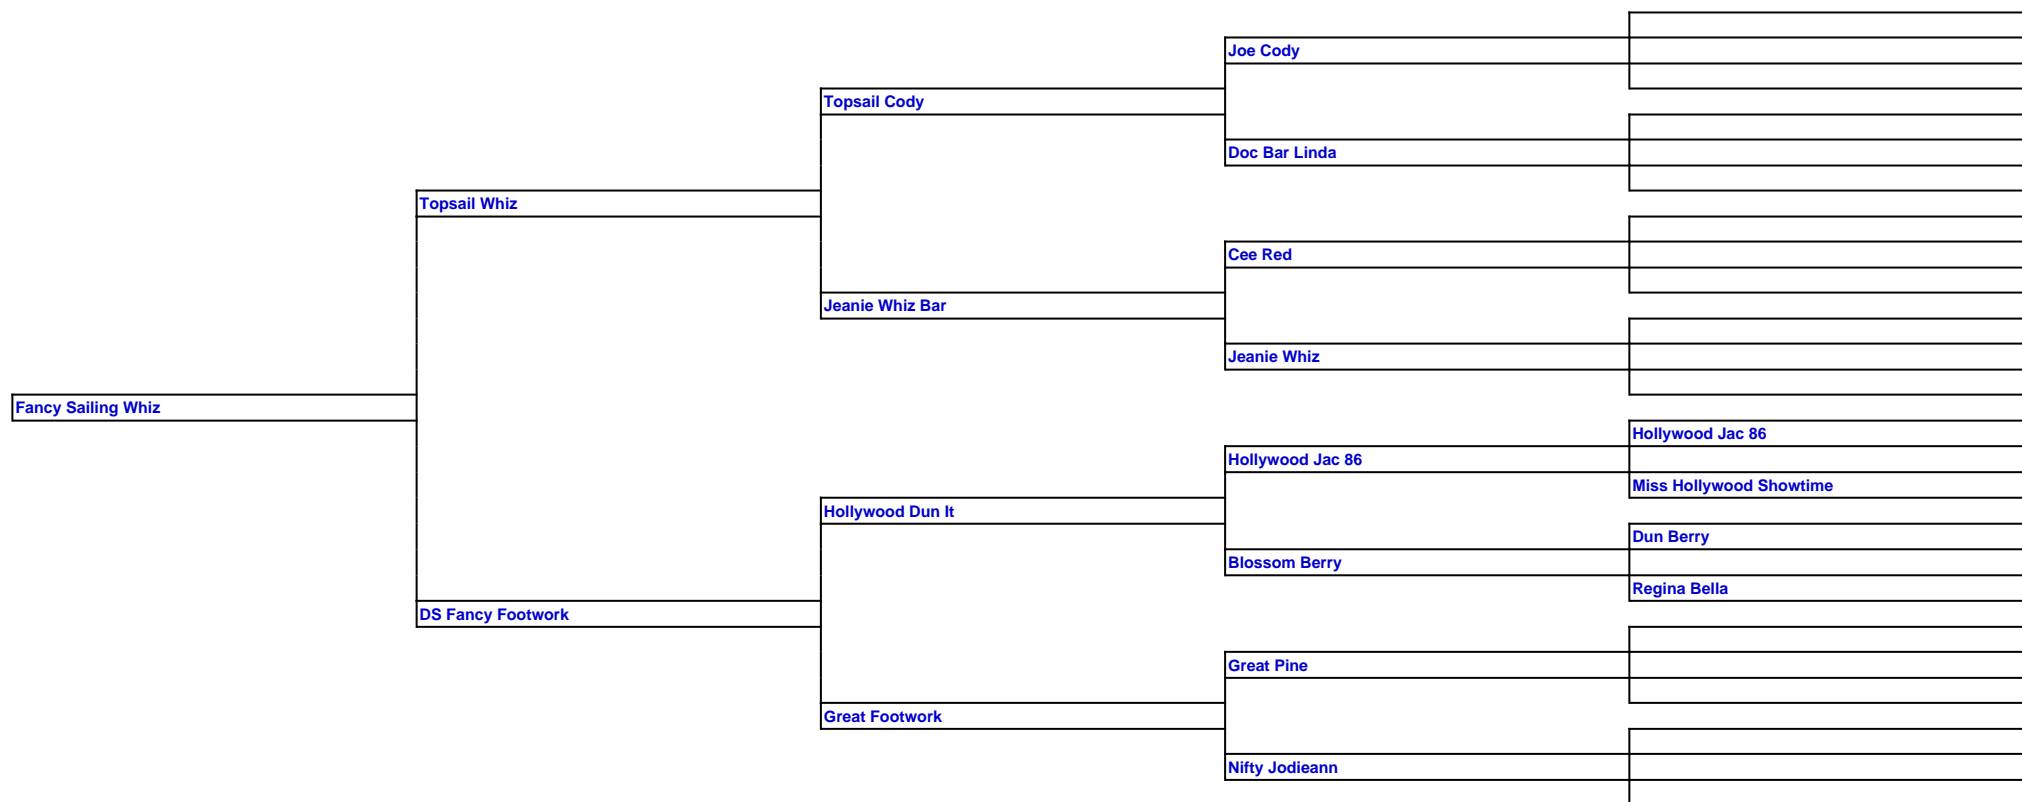 Joe Cody
Topsail Cody
Doc Bar Linda
Topsail Whiz
Cee Red
Jeanie Whiz Bar
Jeanie Whiz
Fancy Sailing Whiz
Hollywood Jac 86
Hollywood Jac 86
Miss Hollywood Showtime
Hollywood Dun It
Dun Berry
Blossom Berry
Regina Bella
DS Fancy Footwork
Great Pine
Great Footwork
Nifty Jodieann